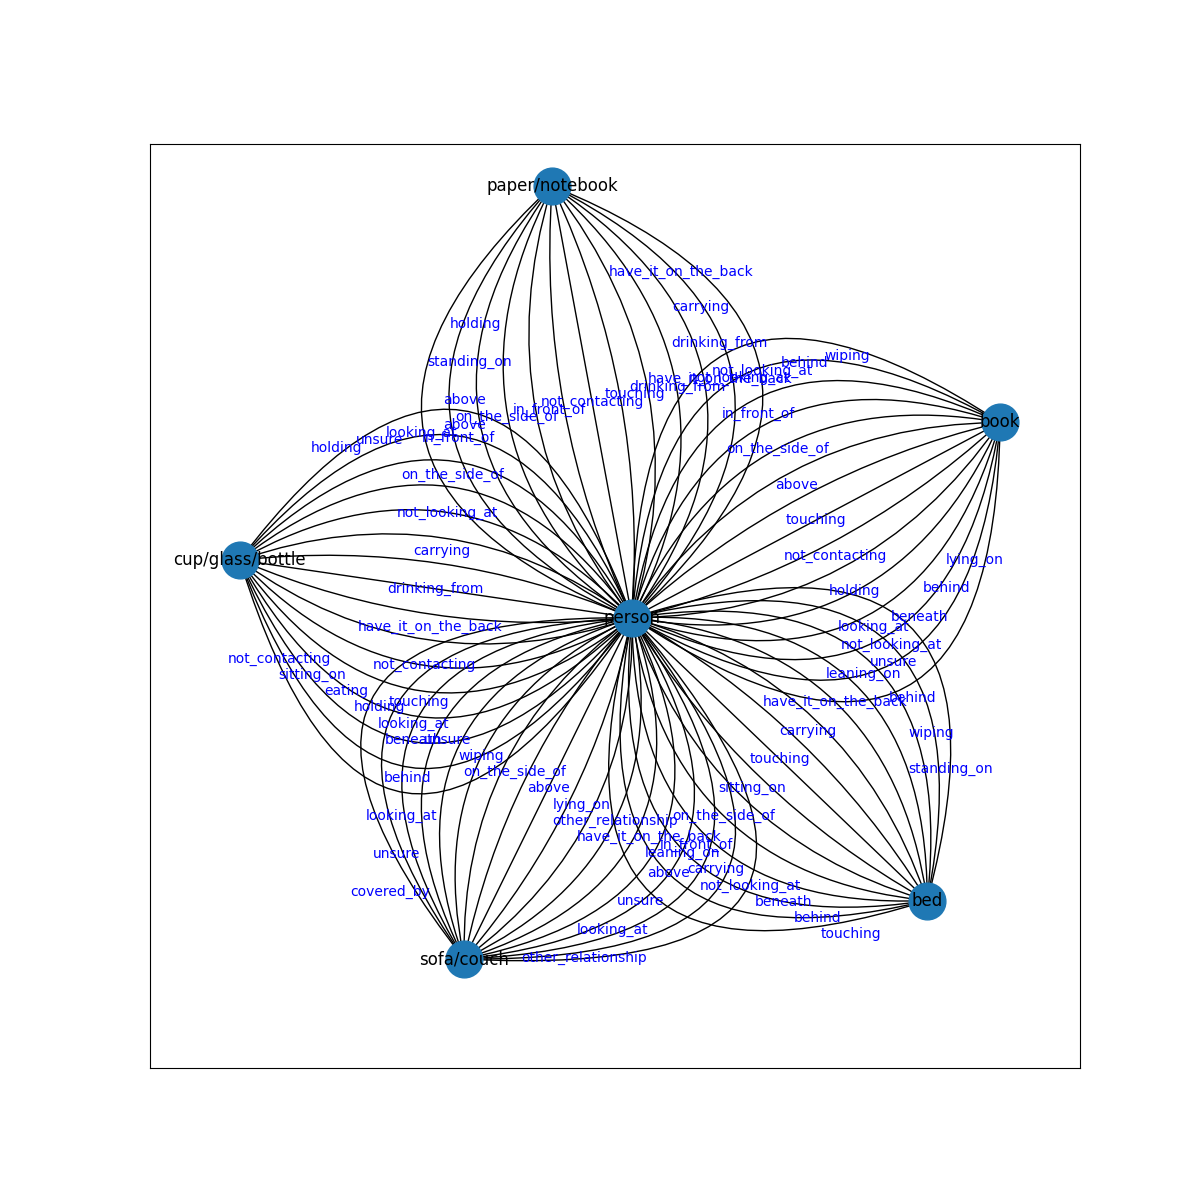 paper/notebook
have_it_on_the_back
carrying
holding
drinking_from
wiping
standing_on
behind
not_looking_at
have_it_on_the_back
drinking_from
touching
above
not_contacting
in_front_of
in_front_of
on_the_side_of
book
above
looking_at
unsure
in_front_of
holding
on_the_side_of
on_the_side_of
above
not_looking_at
touching
carrying
not_contacting
cup/glass/bottle
lying_on
drinking_from
behind
holding
person
beneath
have_it_on_the_back
looking_at
not_looking_at
not_contacting
unsure
not_contacting
leaning_on
sitting_on
eating
behind
touching
have_it_on_the_back
holding
looking_at
carrying
wiping
beneath
unsure
wiping
touching
standing_on
on_the_side_of
behind
above
sitting_on
lying_on
looking_at
on_the_side_of
other_relationship
have_it_on_the_back
in_front_of
unsure
leaning_on
carrying
above
not_looking_at
covered_by
unsure
beneath
bed
behind
looking_at
touching
other_relationship
sofa/couch